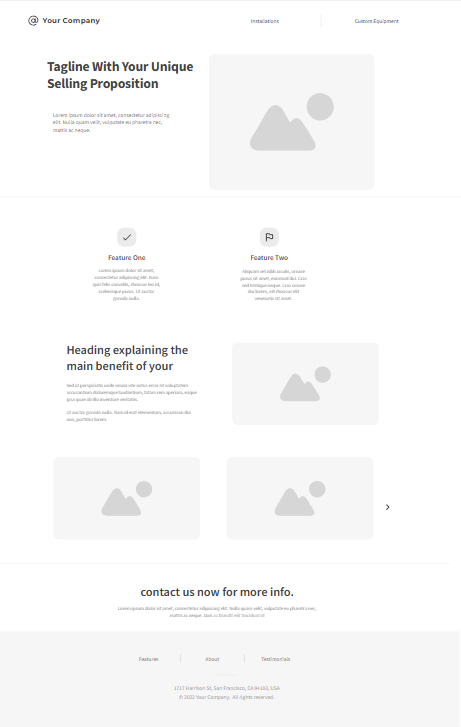 @ Your Company
Installations
Custom Equipment
Tagline With Your Unique
Selling Proposition
Lorem ipsum dolor sit amet, consectetur adipiscing
elit. Nulla quam velit, vulputate eu pharetra nec,
mattis ac neque.
Feature One
Lorem ipsum dolor sit amet,
consectetur adipiscing elit. Nunc
odio felis convallis, rhoncus leo id,
scelerisque purus. Ut auctor
gravida nulla.
Feature Two
Aliquam vel nibh iaculis, ornare
purus sit amet, euismod dui. Cras
sed tristique neque. Cras ornare
dui lorem, vel rhoncus elit
venenatis sit amet.
Heading explaining the
main benefit of your
Sed ut perspiciatis unde omnis iste natus error sit voluptatem
accusantium doloremque laudantium, totam rem aperiam, eaque
ipsa quae ab illo inventore veritatis.
Ut auctor gravida nulla. Nam id erat elementum, accumsan dui
non, porttitor lorem.
contact us now for more info.
Lorem ipsum dolor sit amet, consectetur adipiscing elit. Nulla quam velit, vulputate eu pharetra nec,
mattis ac neque. Duis ac blandit elit tincidunt id.
Features
About
Testimonials
1717 Harrison St, San Francisco, CA 94103, USA
© 2022 Your Company. All rights reserved.